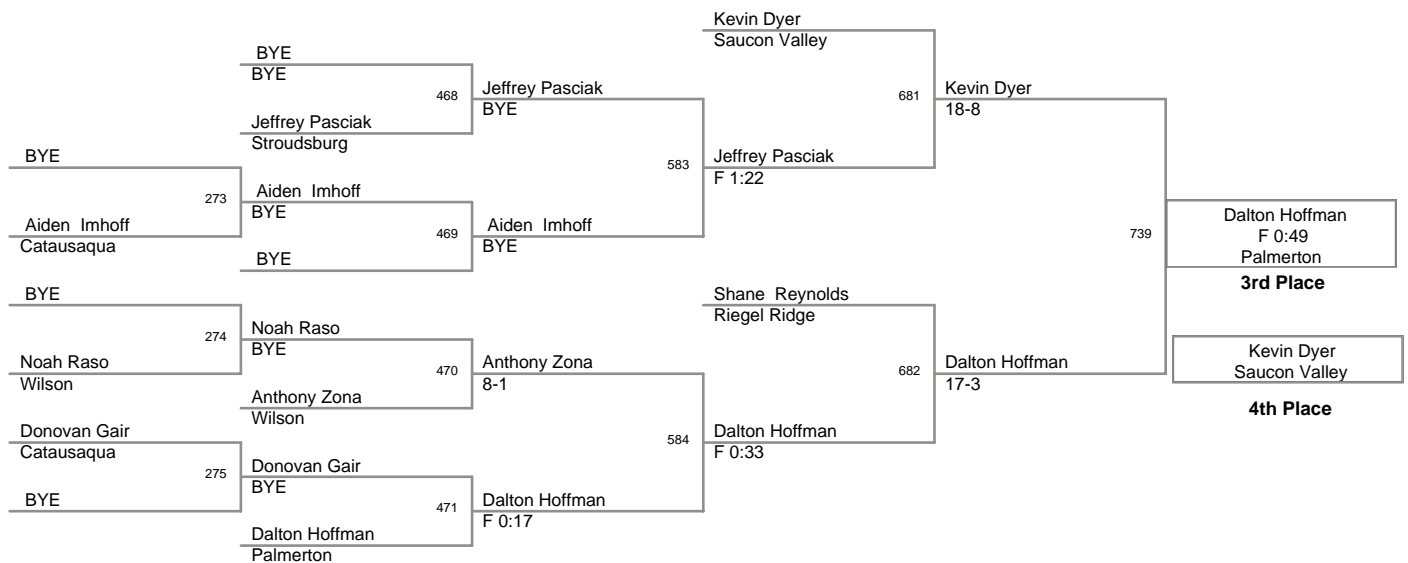 Kevin Dyer
Saucon Valley
BYE
BYE
468
Jeffrey Pasciak
BYE
681
Kevin Dyer
18-8
Jeffrey Pasciak
Stroudsburg
BYE
583
Jeffrey Pasciak
F 1:22
273
Aiden Imhoff
BYE
Aiden Imhoff
Catausaqua
469
Aiden Imhoff
BYE
739
Dalton Hoffman
F 0:49
Palmerton
3rd Place
BYE
BYE
Shane Reynolds
Riegel Ridge
274
Noah Raso
BYE
Noah Raso
Wilson
470
Anthony Zona
8-1
682
Dalton Hoffman
17-3
Kevin Dyer
Saucon Valley
4th Place
Anthony Zona
Wilson
Donovan Gair
Catausaqua
584
Dalton Hoffman
F 0:33
275
Donovan Gair
BYE
BYE
471
Dalton Hoffman
F 0:17
Dalton Hoffman
Palmerton